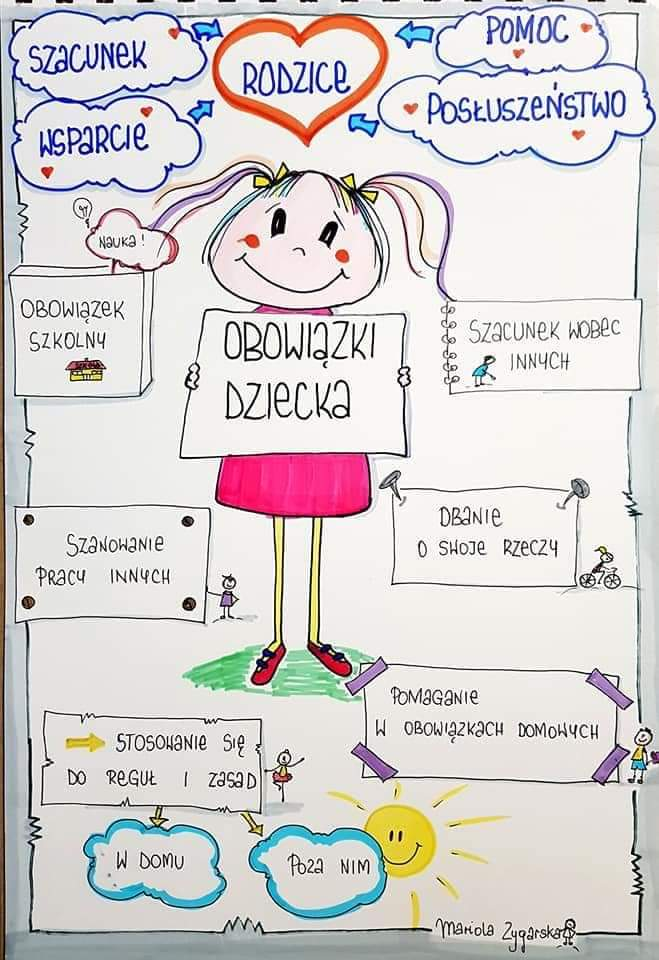 SZACUNEK
RODZICE
POMOC
WSPARCIE
POSŁUSZEŃSTWO
NAUKA!
OBOWIĄZEK
SZKOLNY
SZKOŁA
OBOWIĄZKI
DZIECKA
SZACUNEK WOBEC
INNYCH
SZANOWANIE
PRACY INNYCH
DBANIE
O SWOJE RZECZY
POMAGANIE
W OBOWIĄZKACH DOMOWYCH
STOSOWANIE SIĘ
DO REGUŁ I ZASAD
W DOMU
POZA NIM
Mariola Zygarska